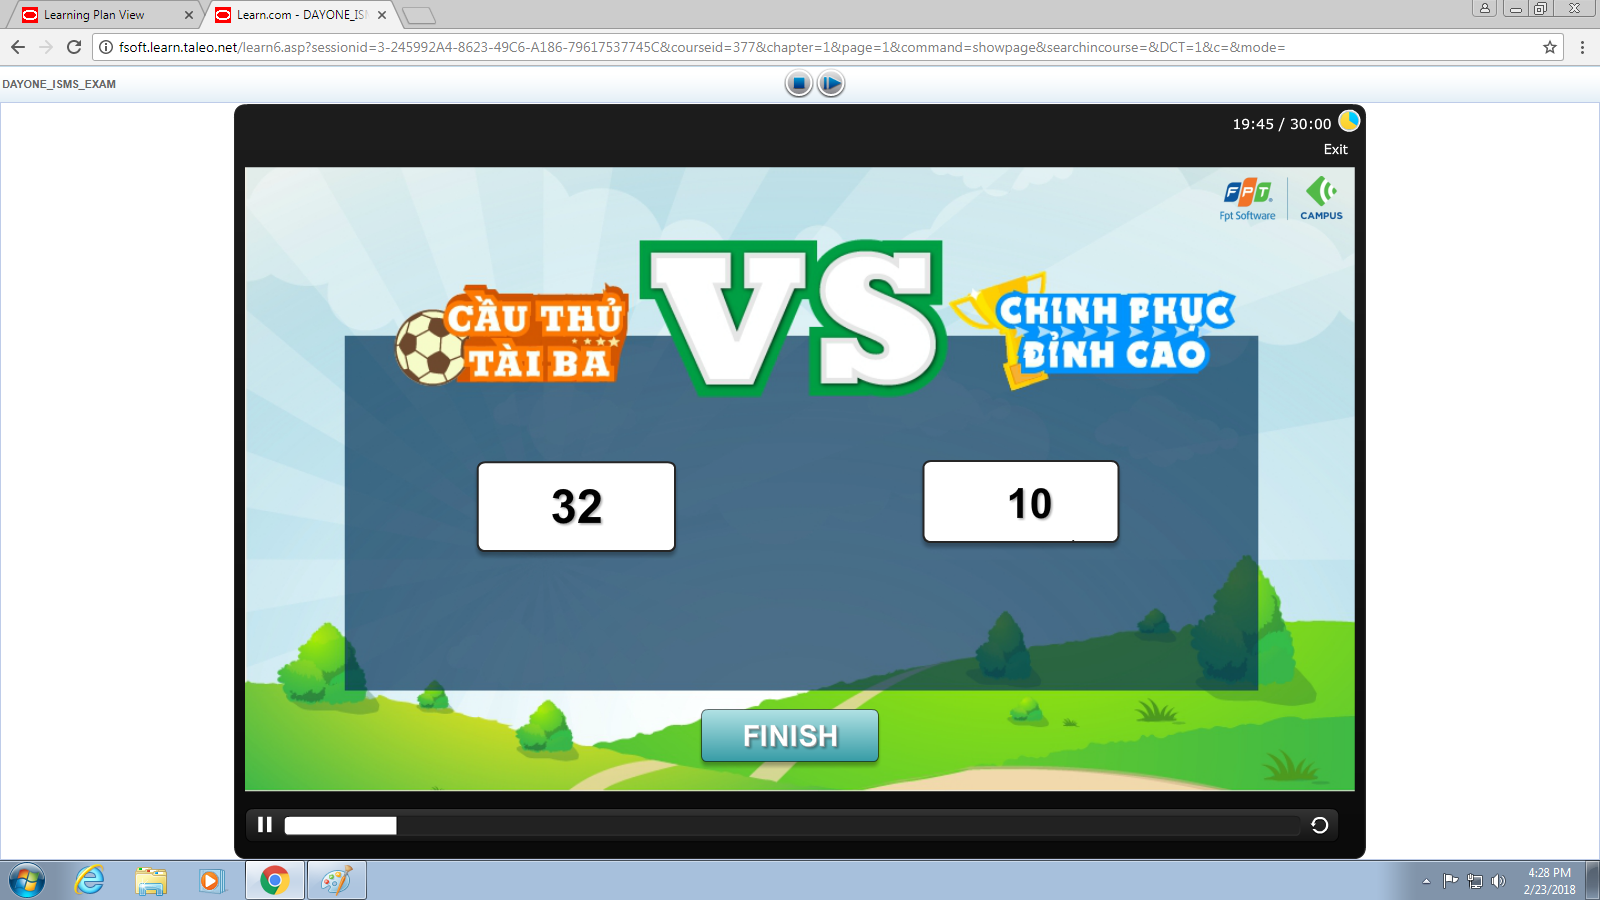 Learning Plan View
Learn.com - DAYONE_IS
fsoft.learn.taleo.net/learn6.asp?sessionid=3-245992A4-8623-49C6-A186-79617537745C&courseid=377&chapter=1&page=1&command=showpage&searchincourse=&DCT=1&c=&mode=
DAYONE_ISMS_EXAM
19:45 / 30:00
Exit
FPT
Fpt Software
CAMPUS
CẦU THỦ
TÀI BA
VS
CHINH PHỤC
ĐỈNH CAO
32
10
FINISH
4:28 PM
2/23/2018